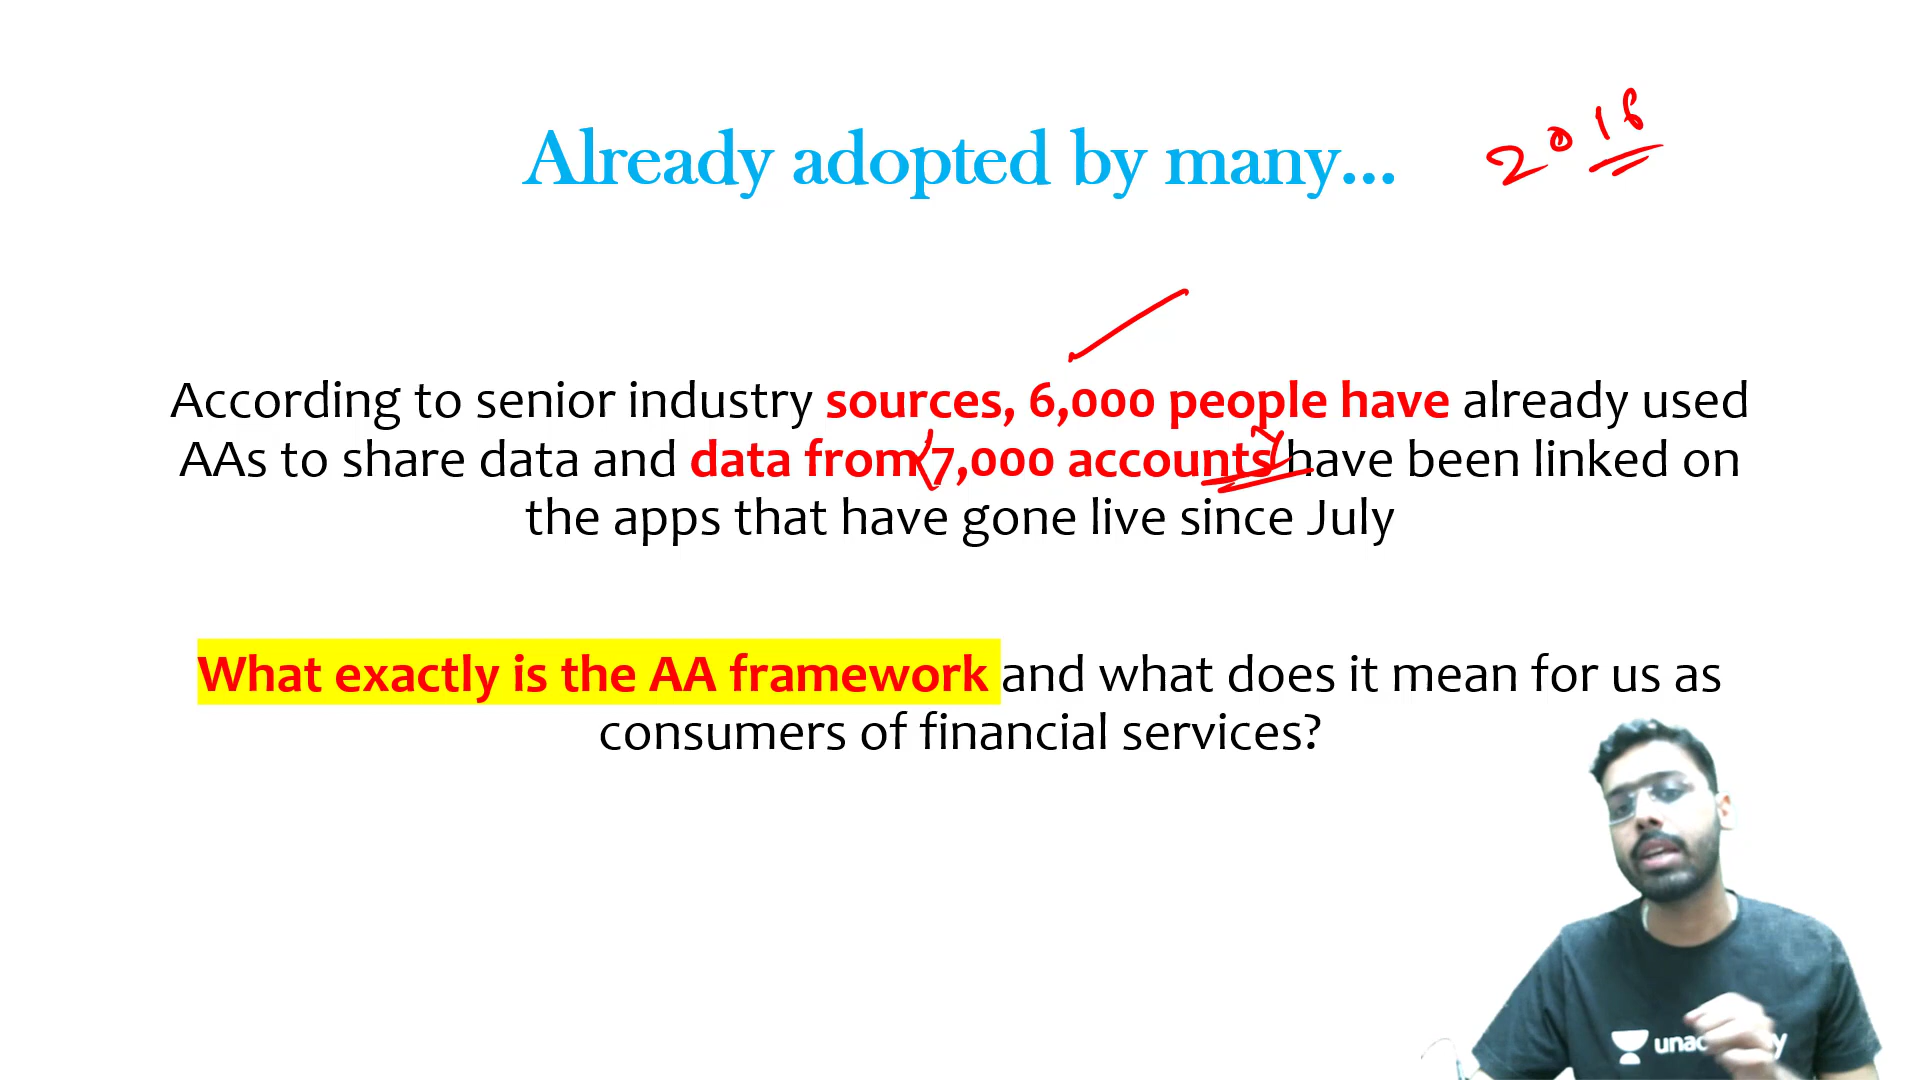 Already adopted by many...
2016
According to senior industry sources, 6,000 people have already used
AAs to share data and data from 7,000 accounts have been linked on
the apps that have gone live since July
What exactly is the AA framework and what does it mean for us as
consumers of financial services?